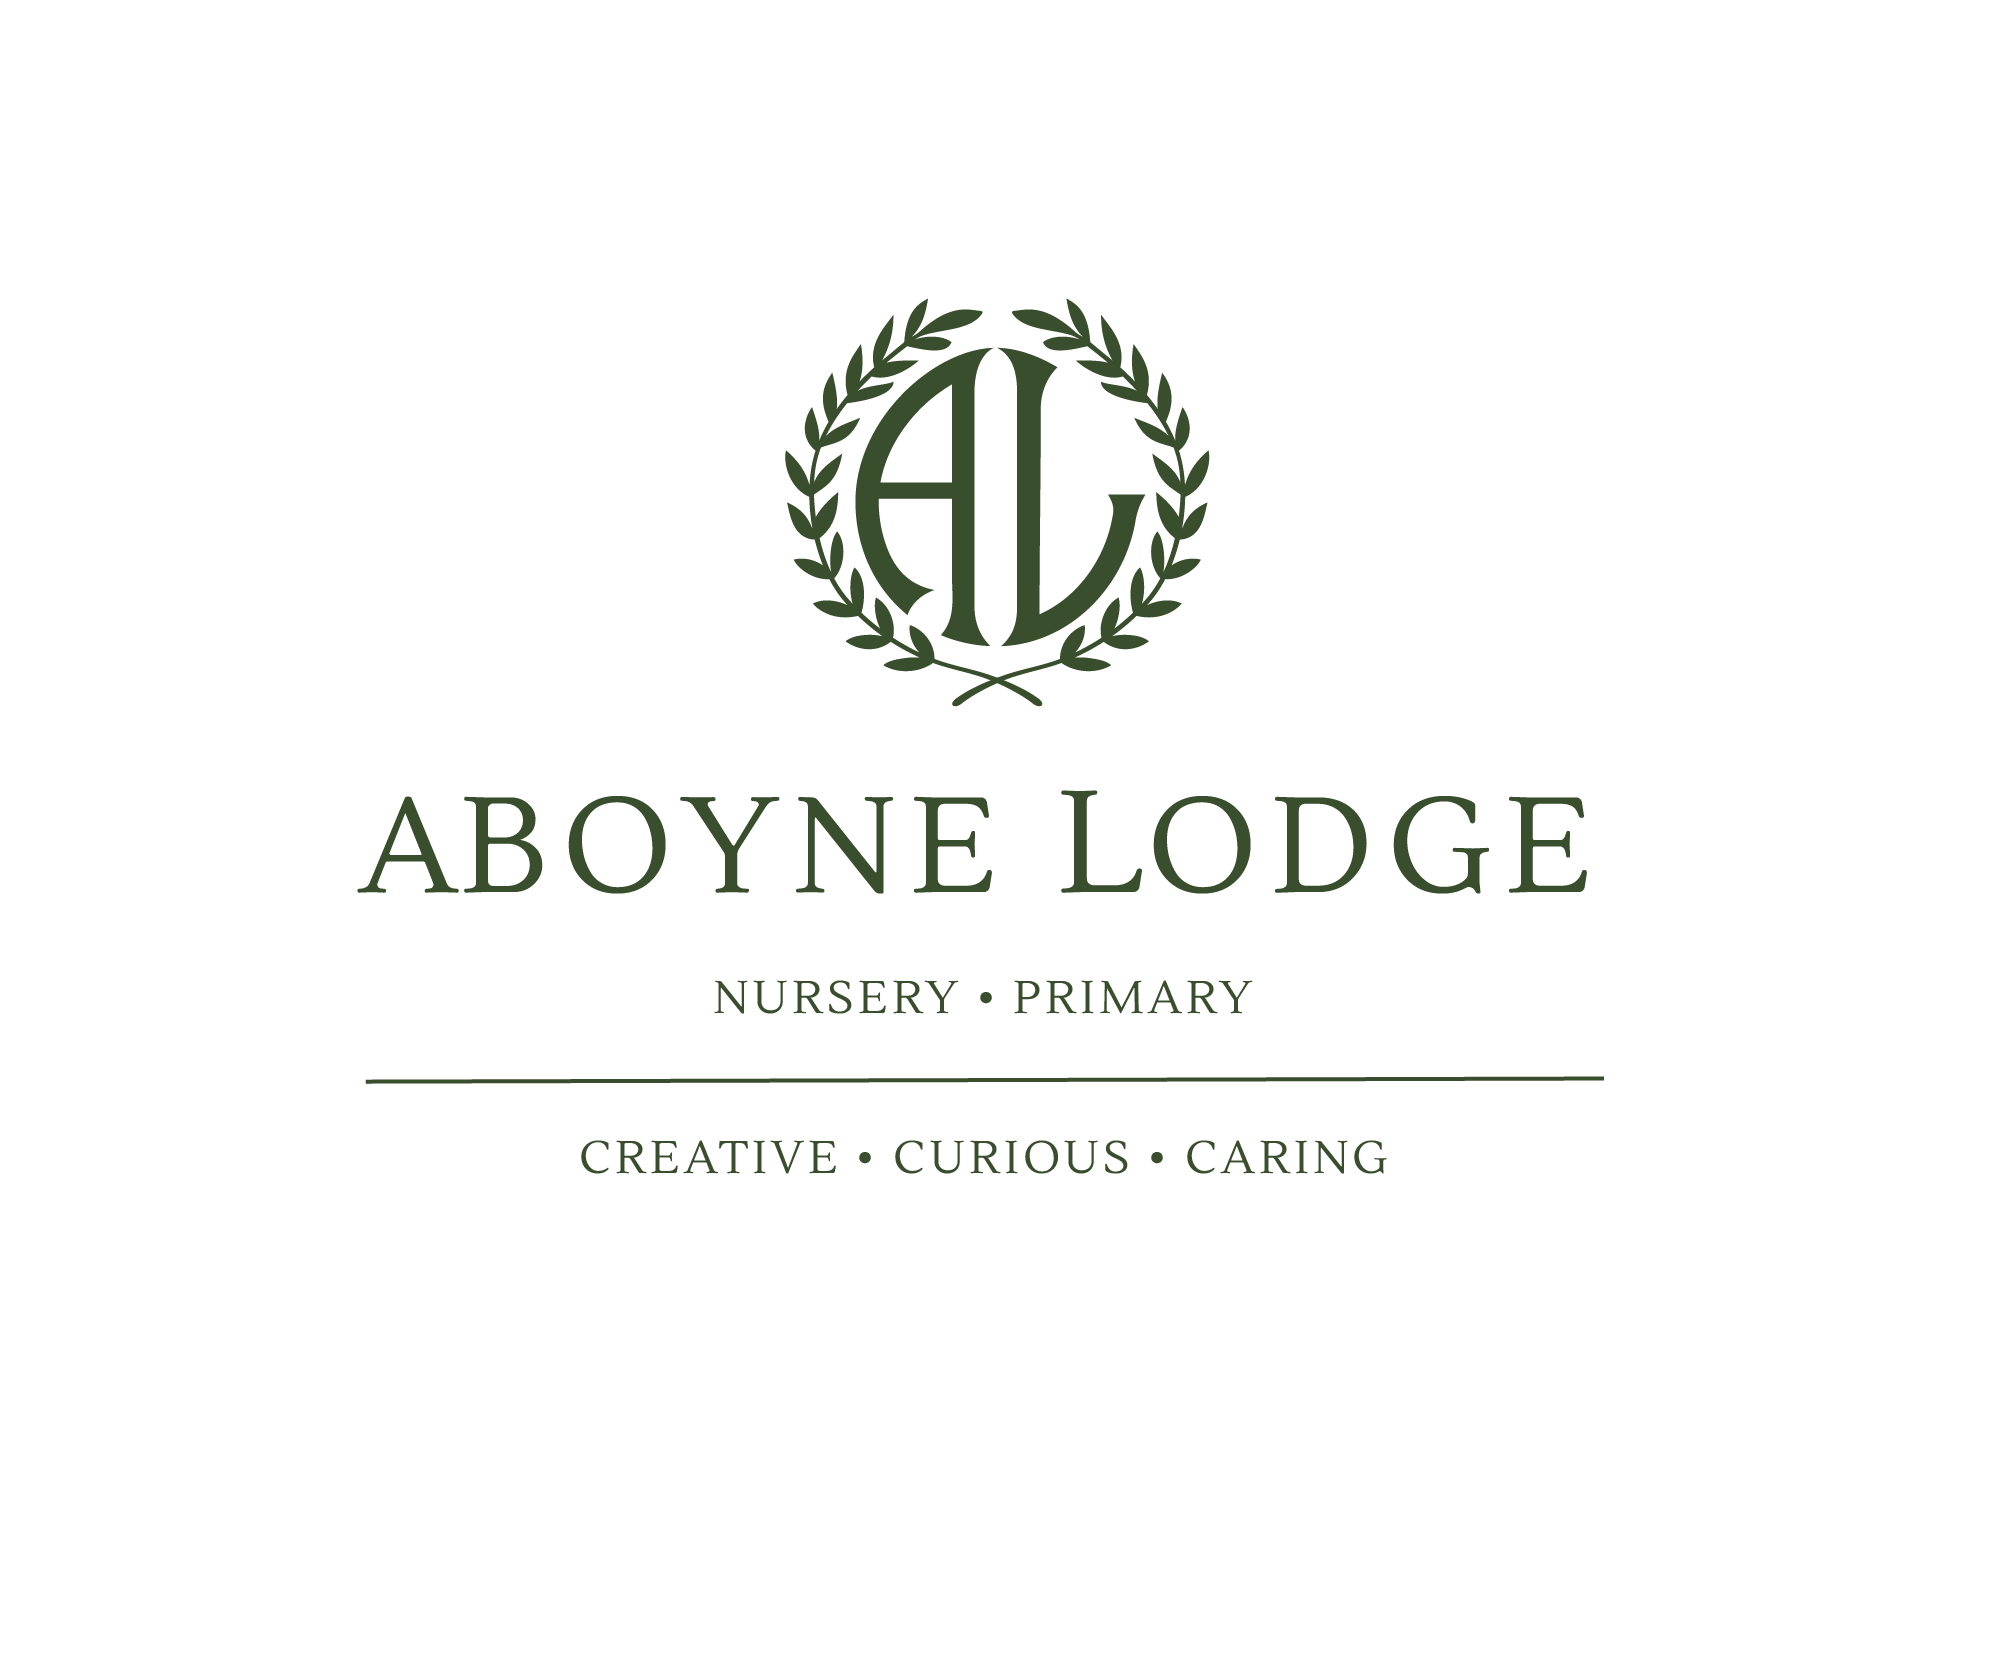 AL
ABOYNE LODGE
NURSERY • PRIMARY
CREATIVE • CURIOUS • CARING